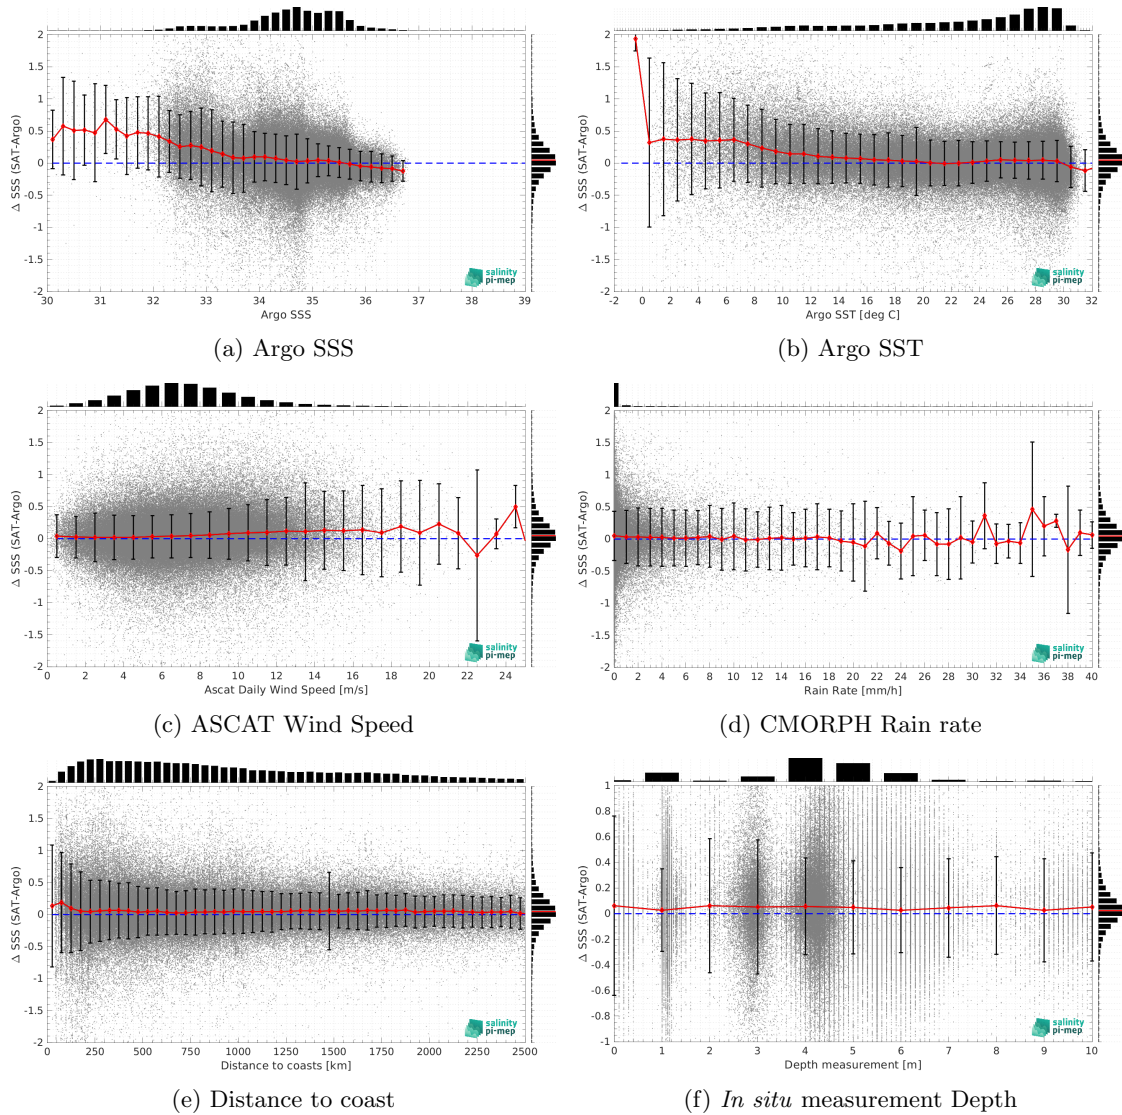 2
1.5
1
0.5
0
-0.5
-1
-1.5
-2
Δ SSS (SAT-Argo)
30 31 32 33 34 35 36 37 38 39
Argo SSS
salinity
pi-mep
(a) Argo SSS
2
1.5
1
0.5
0
-0.5
-1
-1.5
-2
Δ SSS (SAT-Argo)
-2 0 2 4 6 8 10 12 14 16 18 20 22 24 26 28 30 32
Argo SST [deg C]
salinity
pi-mep
(b) Argo SST
2
1.5
1
0.5
0
-0.5
-1
-1.5
-2
Δ SSS (SAT-Argo)
0 2 4 6 8 10 12 14 16 18 20 22 24
Ascat Daily Wind Speed [m/s]
salinity
pi-mep
(c) ASCAT Wind Speed
2
1.5
1
0.5
0
-0.5
-1
-1.5
-2
Δ SSS (SAT-Argo)
0 2 4 6 8 10 12 14 16 18 20 22 24 26 28 30 32 34 36 38 40
Rain Rate [mm/h]
salinity
pi-mep
(d) CMORPH Rain rate
2
1.5
1
0.5
0
-0.5
-1
-1.5
-2
Δ SSS (SAT-Argo)
0 250 500 750 1000 1250 1500 1750 2000 2250 2500
Distance to coasts [km]
salinity
pi-mep
(e) Distance to coast
1
0.8
0.6
0.4
0.2
0
-0.2
-0.4
-0.6
-0.8
-1
Δ SSS (SAT-Argo)
0 1 2 3 4 5 6 7 8 9 10
Depth measurement [m]
salinity
pi-mep
(f) In situ measurement Depth